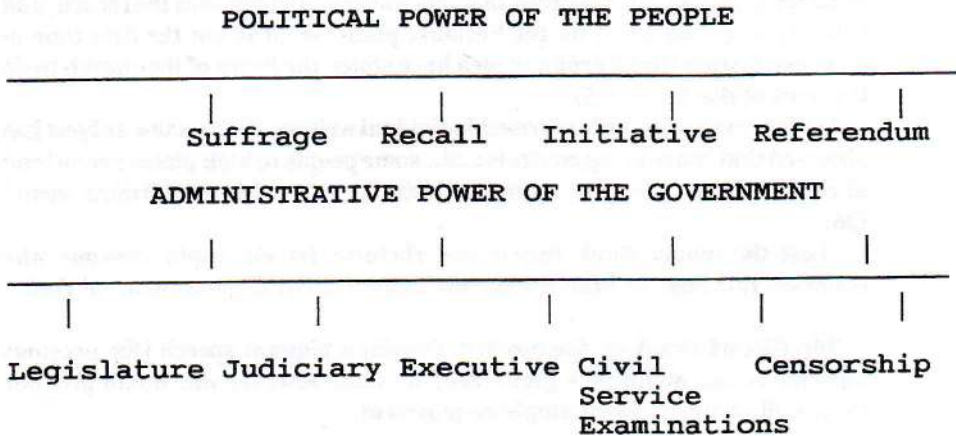 POLITICAL POWER OF THE PEOPLE
Suffrage Recall Initiative Referendum
ADMINISTRATIVE POWER OF THE GOVERNMENT
Legislature Judiciary Executive Civil Censorship
Service
Examinations